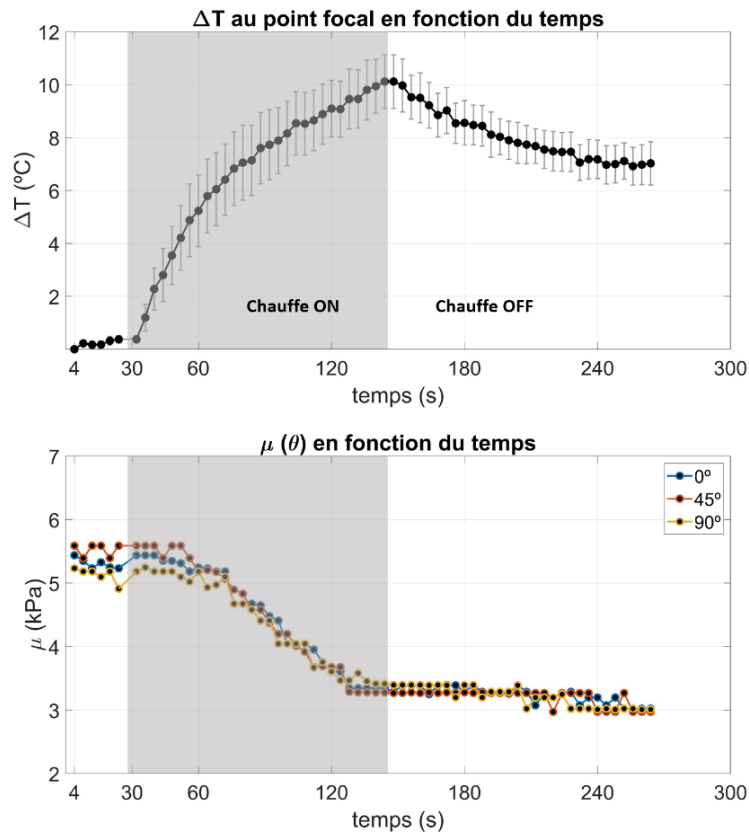 ΔT au point focal en fonction du temps
12
10
8
6
4
2
ΔT (ºC)
Chauffe ON
Chauffe OFF
4 30 60 120 180 240 300
temps (s)
μ (θ) en fonction du temps
7
6
5
4
3
2
μ (kPa)
0º
45º
90º
4 30 60 120 180 240 300
temps (s)